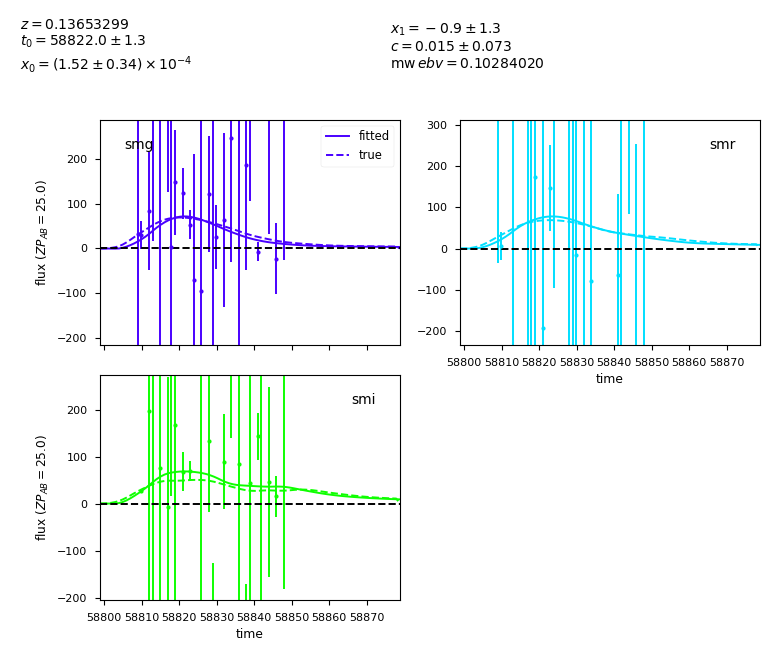 z = 0.13653299
t₀ = 58822.0 ± 1.3
x₀ = (1.52 ± 0.34) × 10⁻⁴
x₁ = −0.9 ± 1.3
c = 0.015 ± 0.073
mw ebv = 0.10284020
smg
fitted
true
200
100
0
−100
−200
flux (ZP_AB = 25.0)
smr
300
200
100
0
−100
−200
58800 58810 58820 58830 58840 58850 58860 58870
time
smi
200
100
0
−100
−200
flux (ZP_AB = 25.0)
58800 58810 58820 58830 58840 58850 58860 58870
time